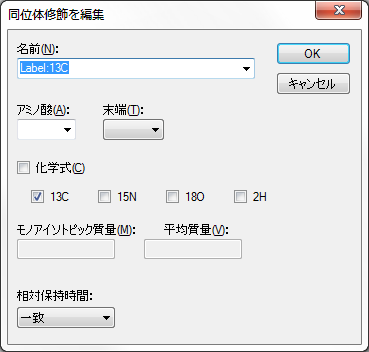 同位体修飾を編集
名前(N):
Label:13C
OK
キャンセル
アミノ酸(A):
末端(T):
化学式(C)
13C
15N
18O
2H
モノアイソトピック質量(M):
平均質量(V):
相対保持時間:
一致